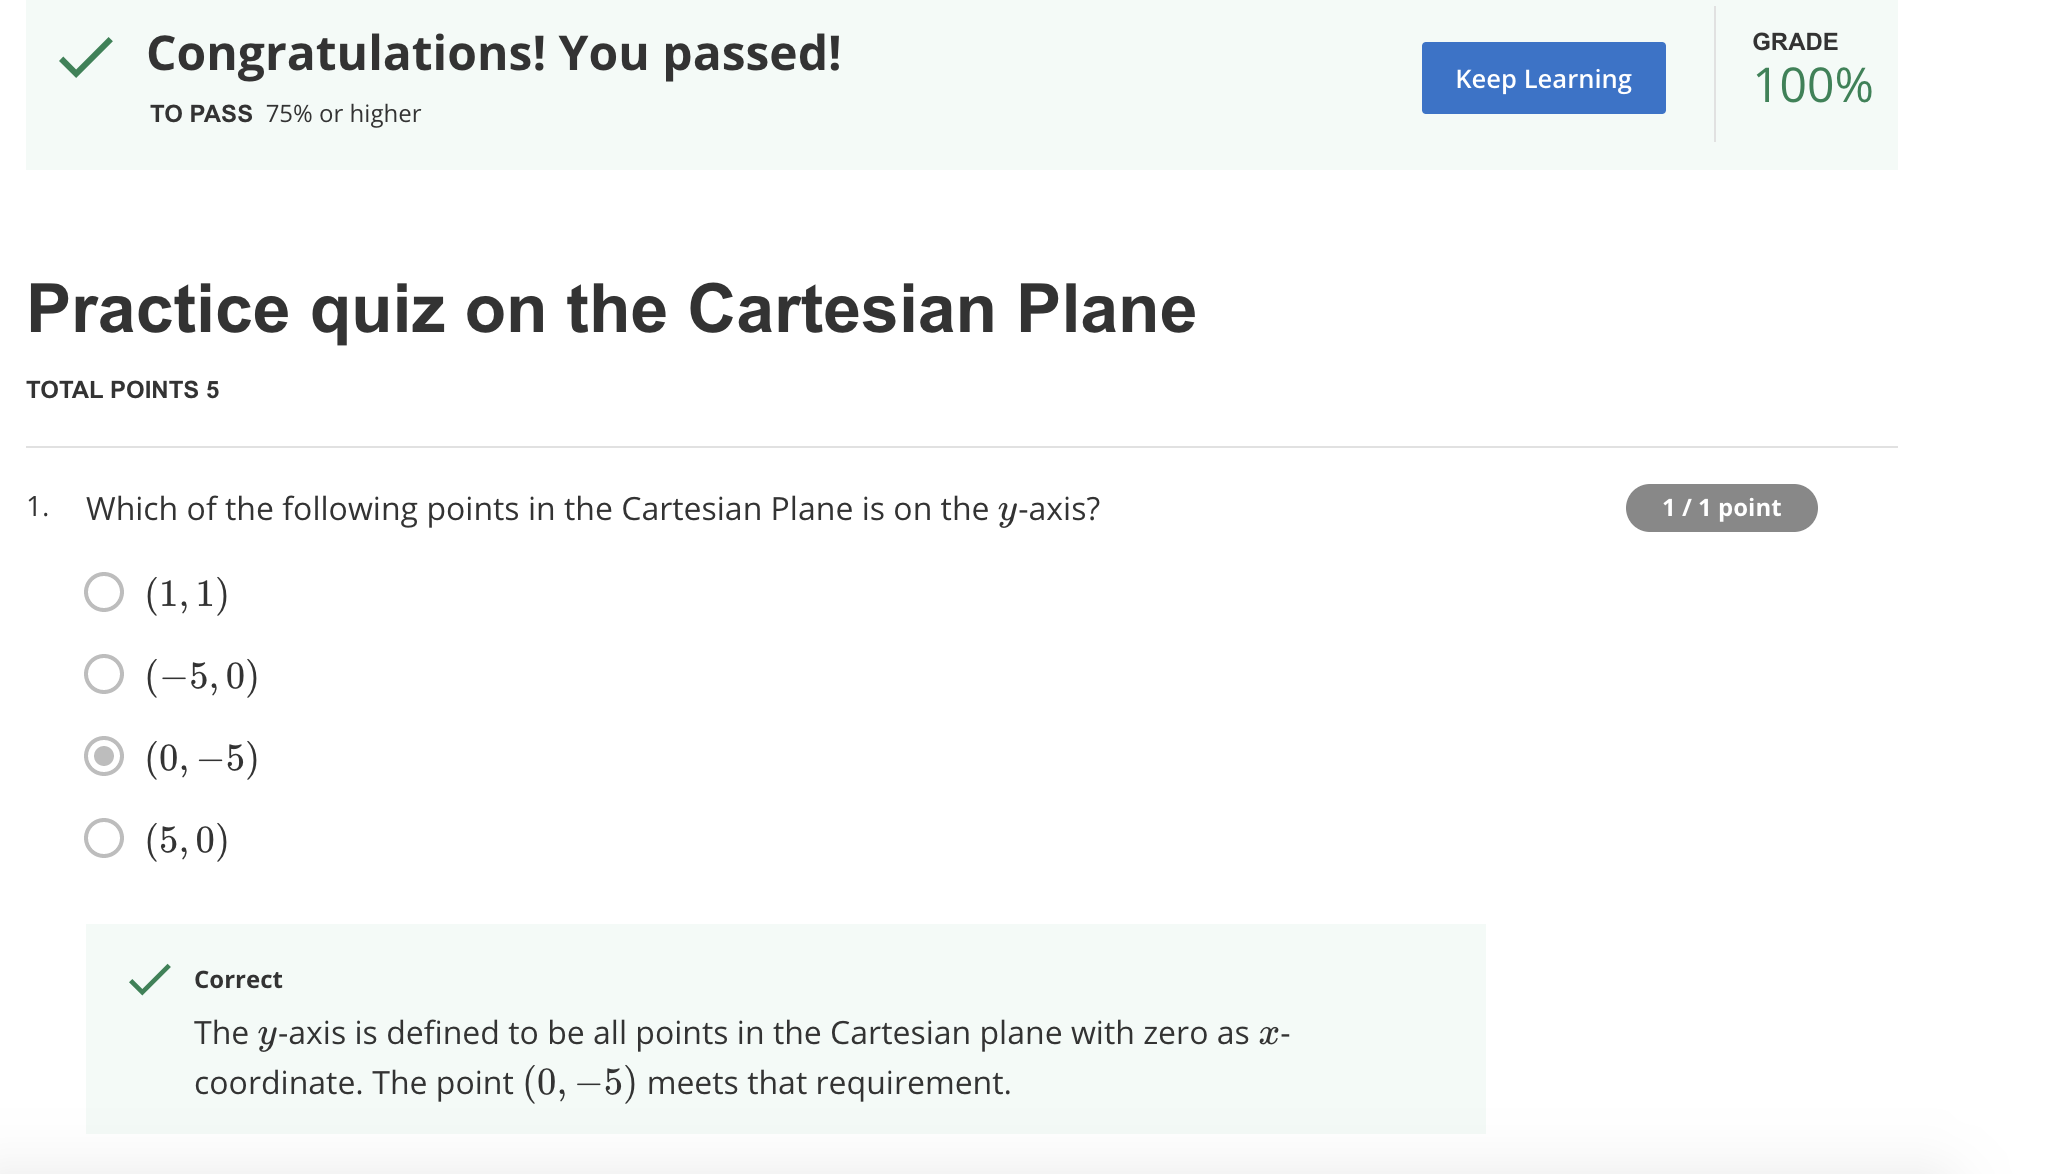 Congratulations! You passed!
TO PASS 75% or higher
Keep Learning
GRADE
100%
Practice quiz on the Cartesian Plane
TOTAL POINTS 5
1. Which of the following points in the Cartesian Plane is on the y-axis?
1 / 1 point
(1, 1)
(−5, 0)
(0, −5)
(5, 0)
Correct
The y-axis is defined to be all points in the Cartesian plane with zero as x-
coordinate. The point (0, −5) meets that requirement.